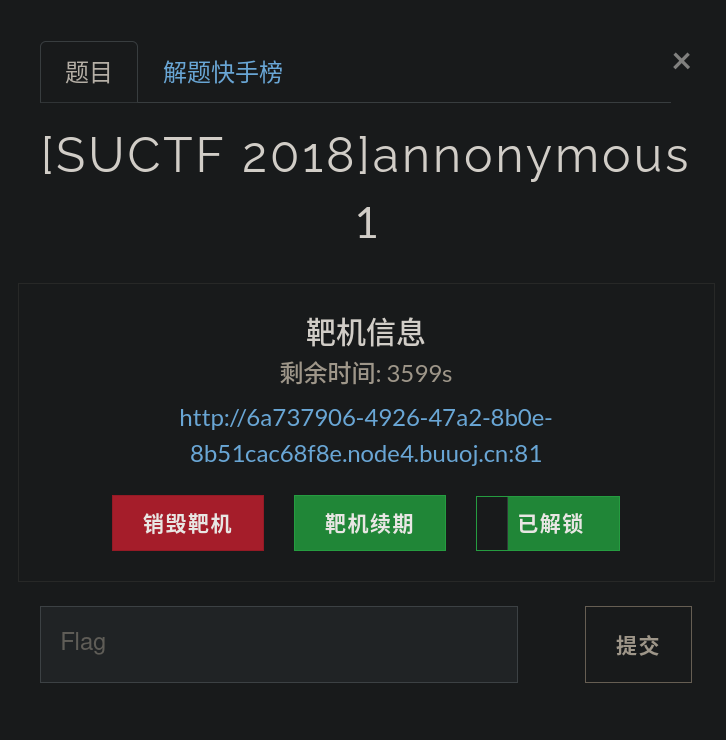 题目 解题快手榜 ×
[SUCTF 2018]annonymous
1
靶机信息
剩余时间: 3599s
http://6a737906-4926-47a2-8b0e-
8b51cac68f8e.node4.buuoj.cn:81
销毁靶机 靶机续期 已解锁
Flag 提交